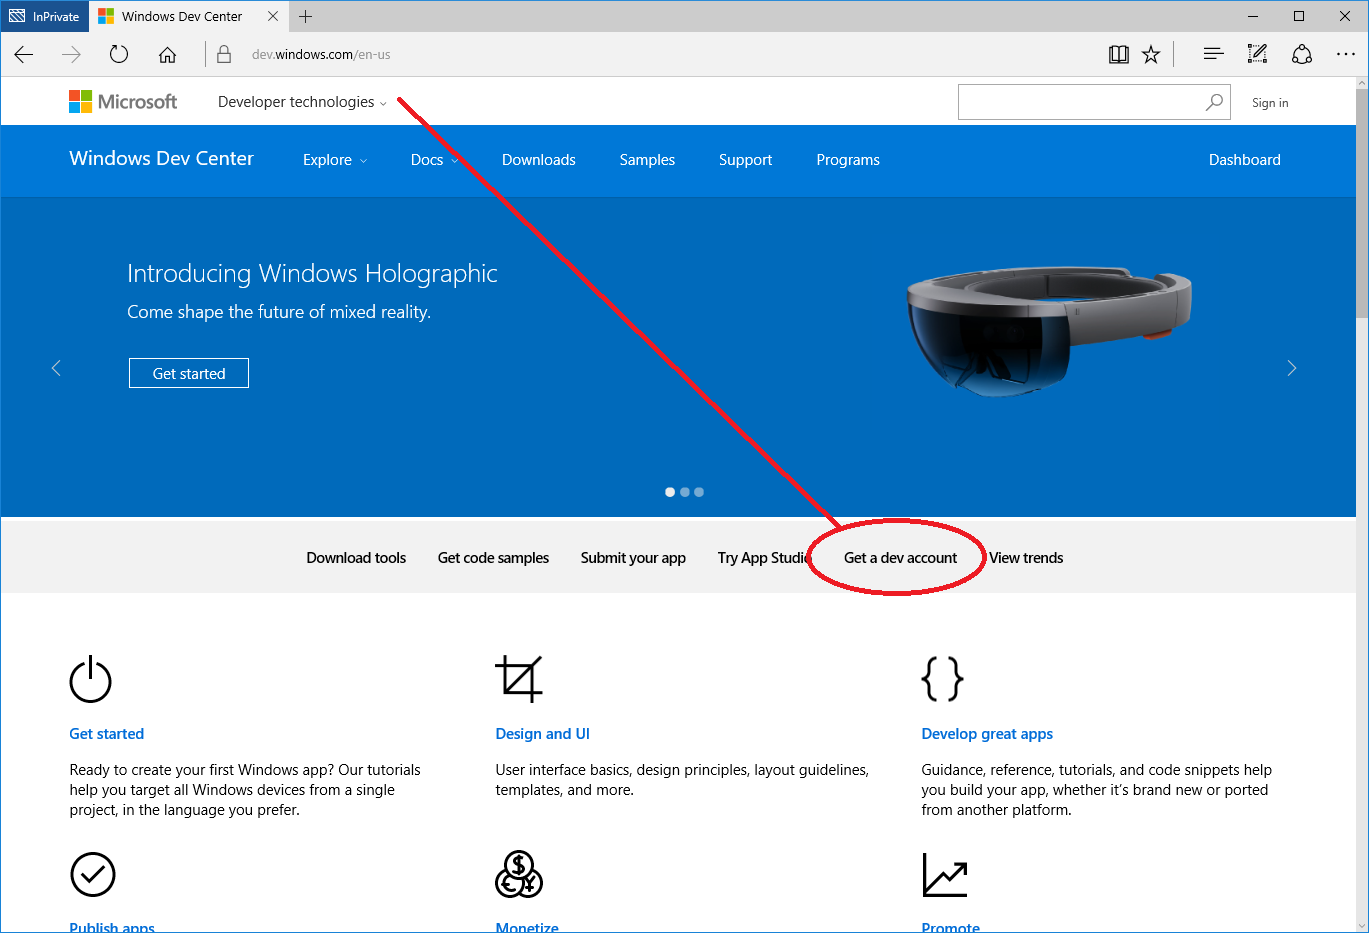 InPrivate Windows Dev Center
dev.windows.com/en-us
Microsoft Developer technologies Sign in
Windows Dev Center Explore Docs Downloads Samples Support Programs Dashboard
Introducing Windows Holographic
Come shape the future of mixed reality.
Get started
Download tools Get code samples Submit your app Try App Studio Get a dev account View trends
Get started
Ready to create your first Windows app? Our tutorials
help you target all Windows devices from a single
project, in the language you prefer.
Design and UI
User interface basics, design principles, layout guidelines,
templates, and more.
Develop great apps
Guidance, reference, tutorials, and code snippets help
you build your app, whether it's brand new or ported
from another platform.
Publish apps
Monetize
Promote